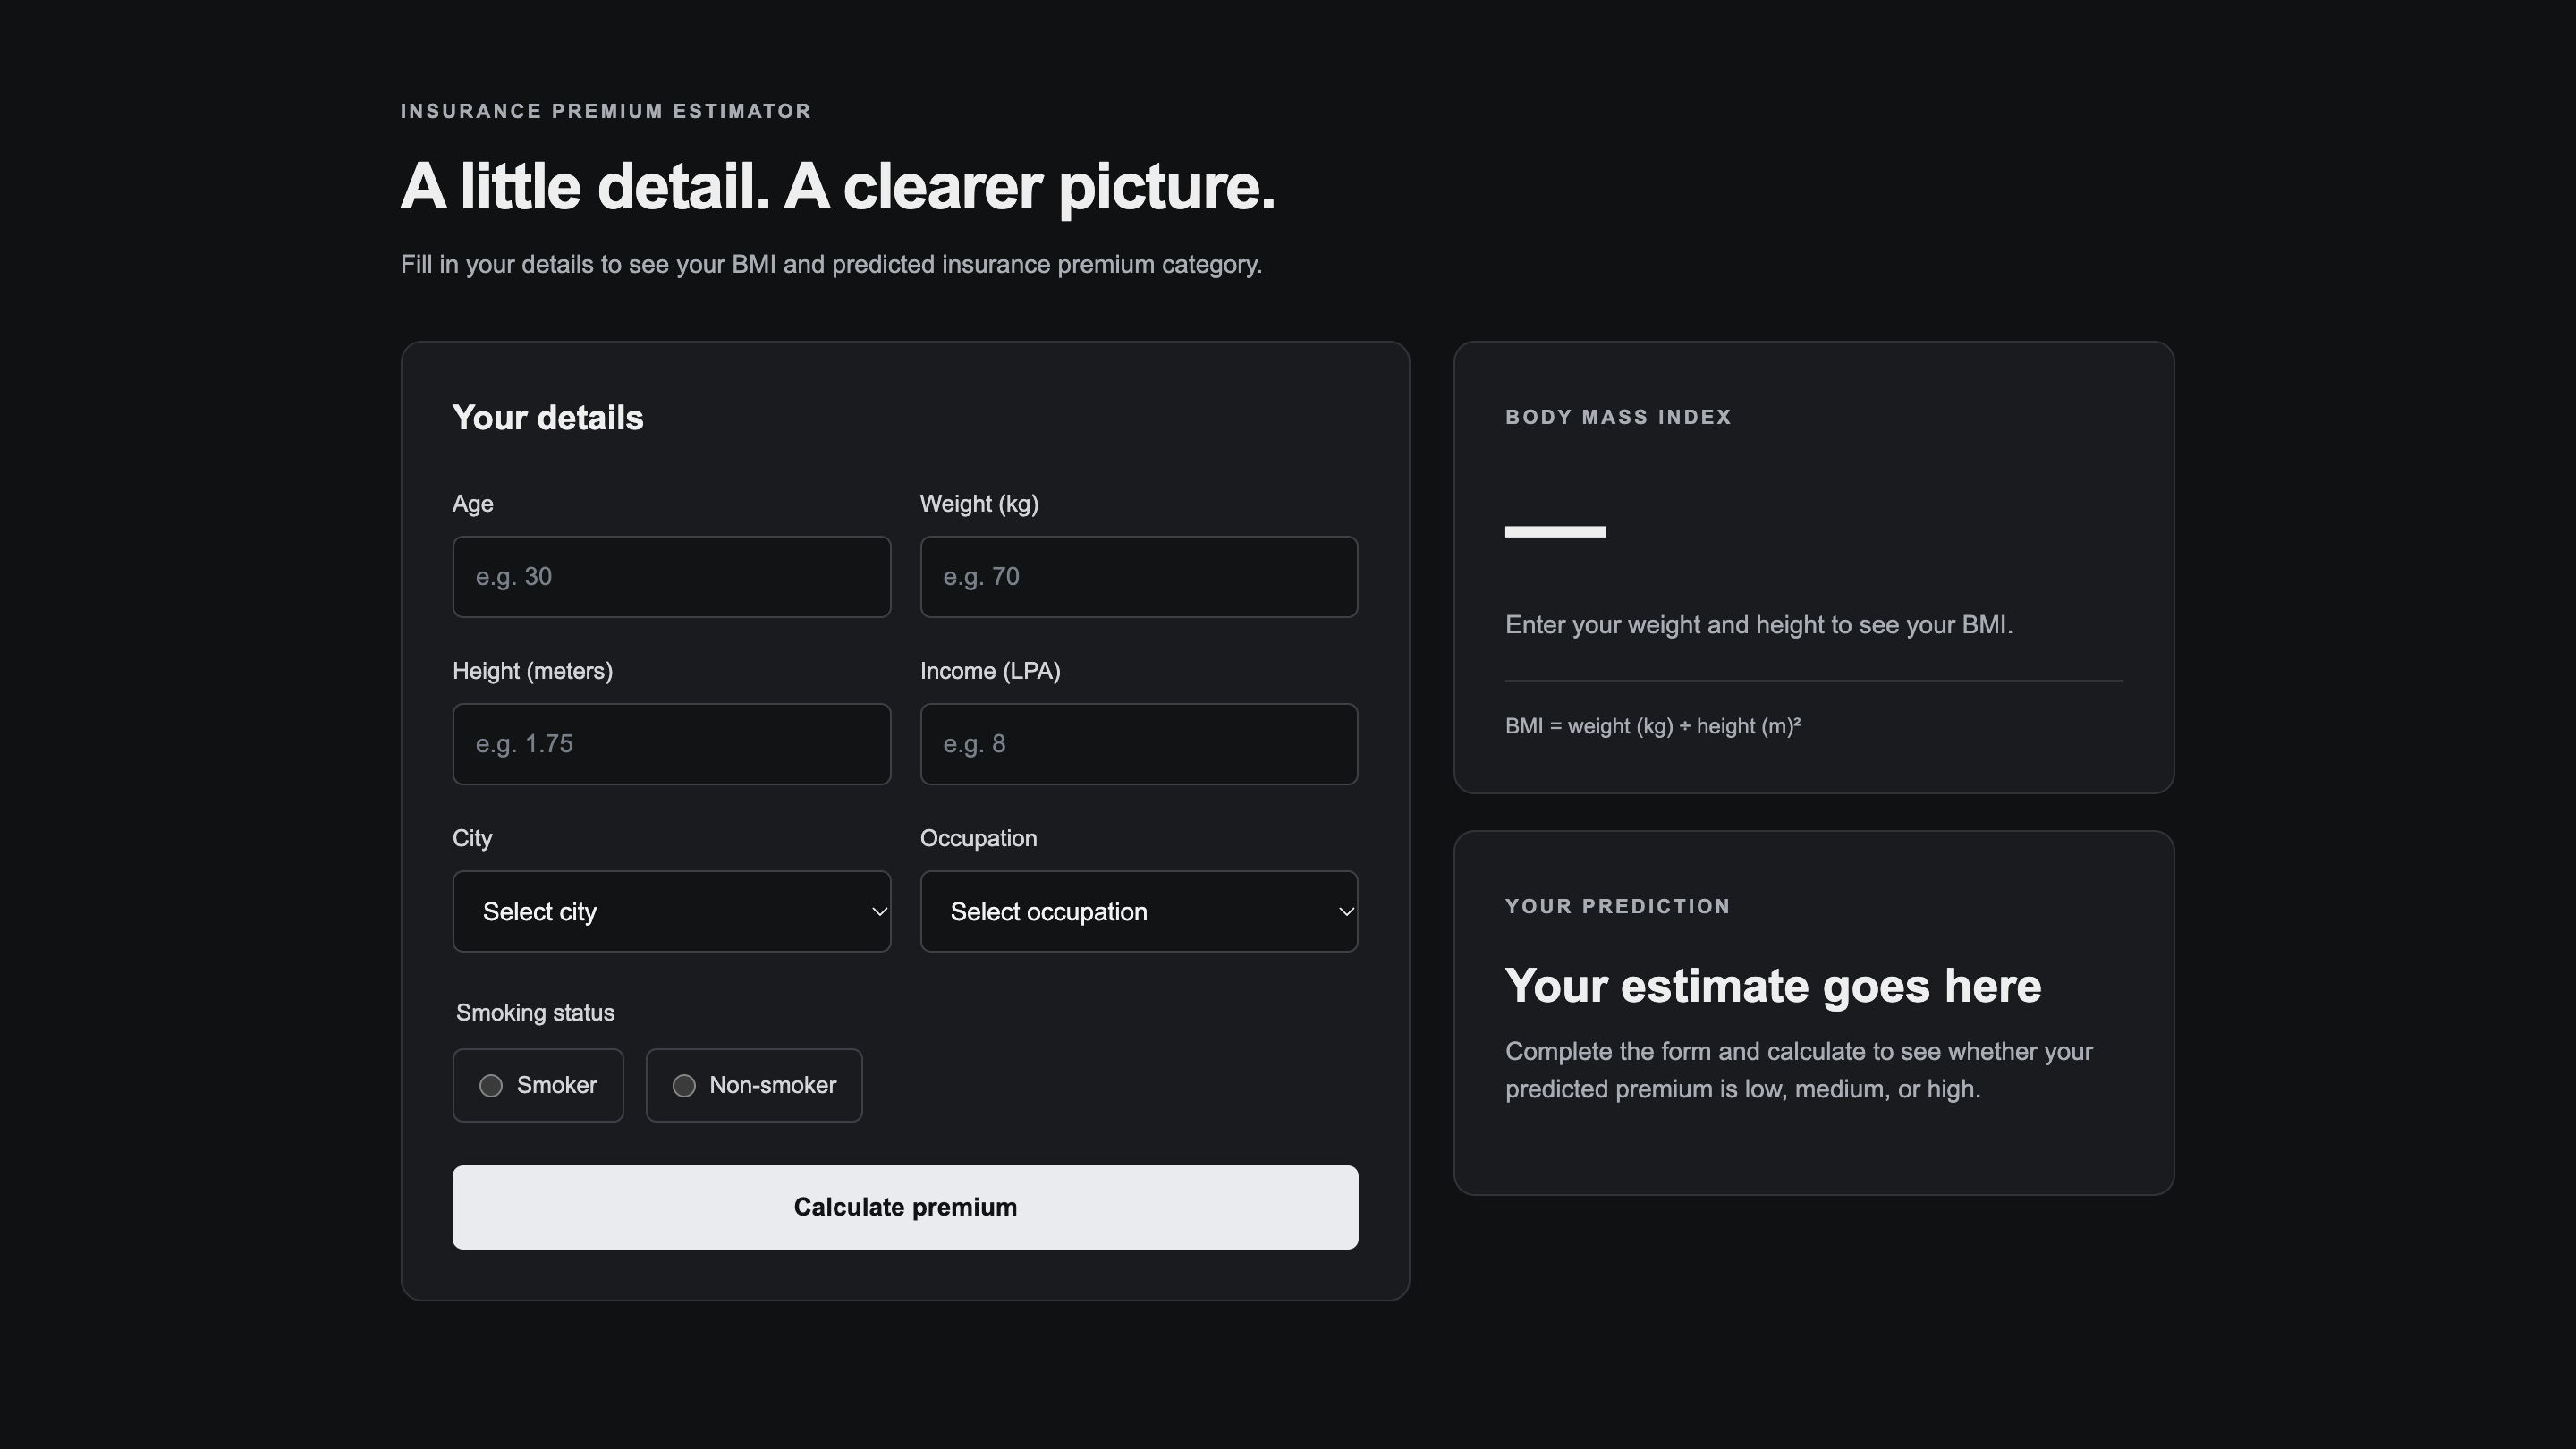 INSURANCE PREMIUM ESTIMATOR
A little detail. A clearer picture.
Fill in your details to see your BMI and predicted insurance premium category.
Your details
Age
Weight (kg)
e.g. 30
e.g. 70
Height (meters)
Income (LPA)
e.g. 1.75
e.g. 8
City
Occupation
Select city
Select occupation
Smoking status
Smoker
Non-smoker
Calculate premium
BODY MASS INDEX
—
Enter your weight and height to see your BMI.
BMI = weight (kg) ÷ height (m)²
YOUR PREDICTION
Your estimate goes here
Complete the form and calculate to see whether your
predicted premium is low, medium, or high.